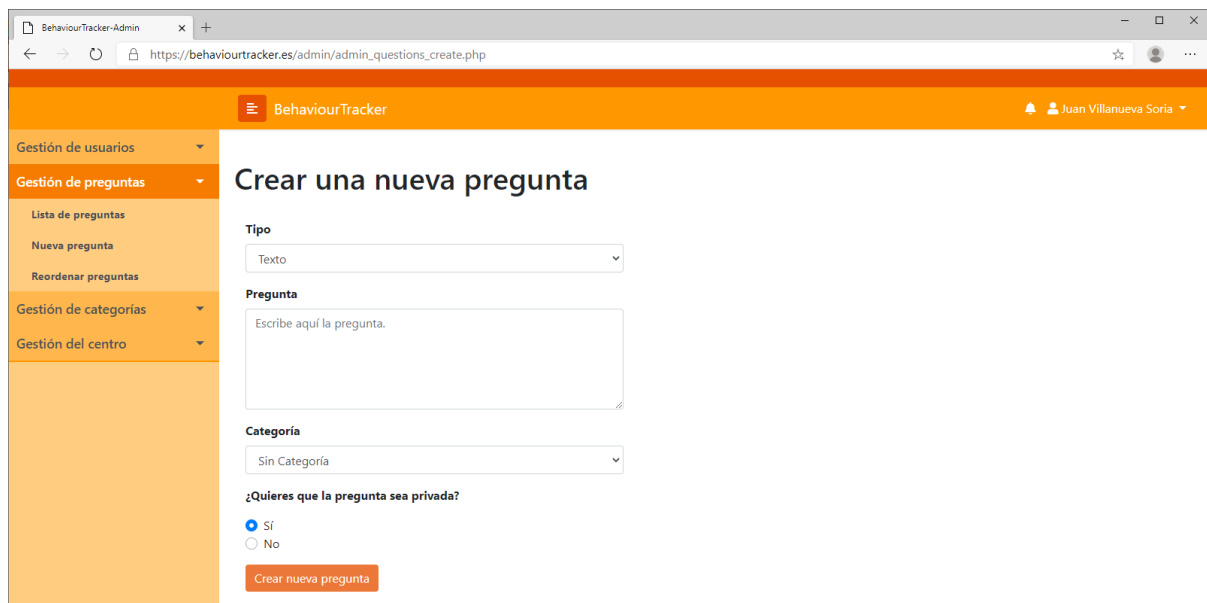 BehaviourTracker-Admin
https://behaviourtracker.es/admin/admin_questions_create.php
BehaviourTracker
Juan Villanueva Soria
Gestión de usuarios
Gestión de preguntas
Lista de preguntas
Nueva pregunta
Reordenar preguntas
Gestión de categorías
Gestión del centro
Crear una nueva pregunta
Tipo
Texto
Pregunta
Escribe aquí la pregunta.
Categoría
Sin Categoría
¿Quieres que la pregunta sea privada?
Sí
No
Crear nueva pregunta